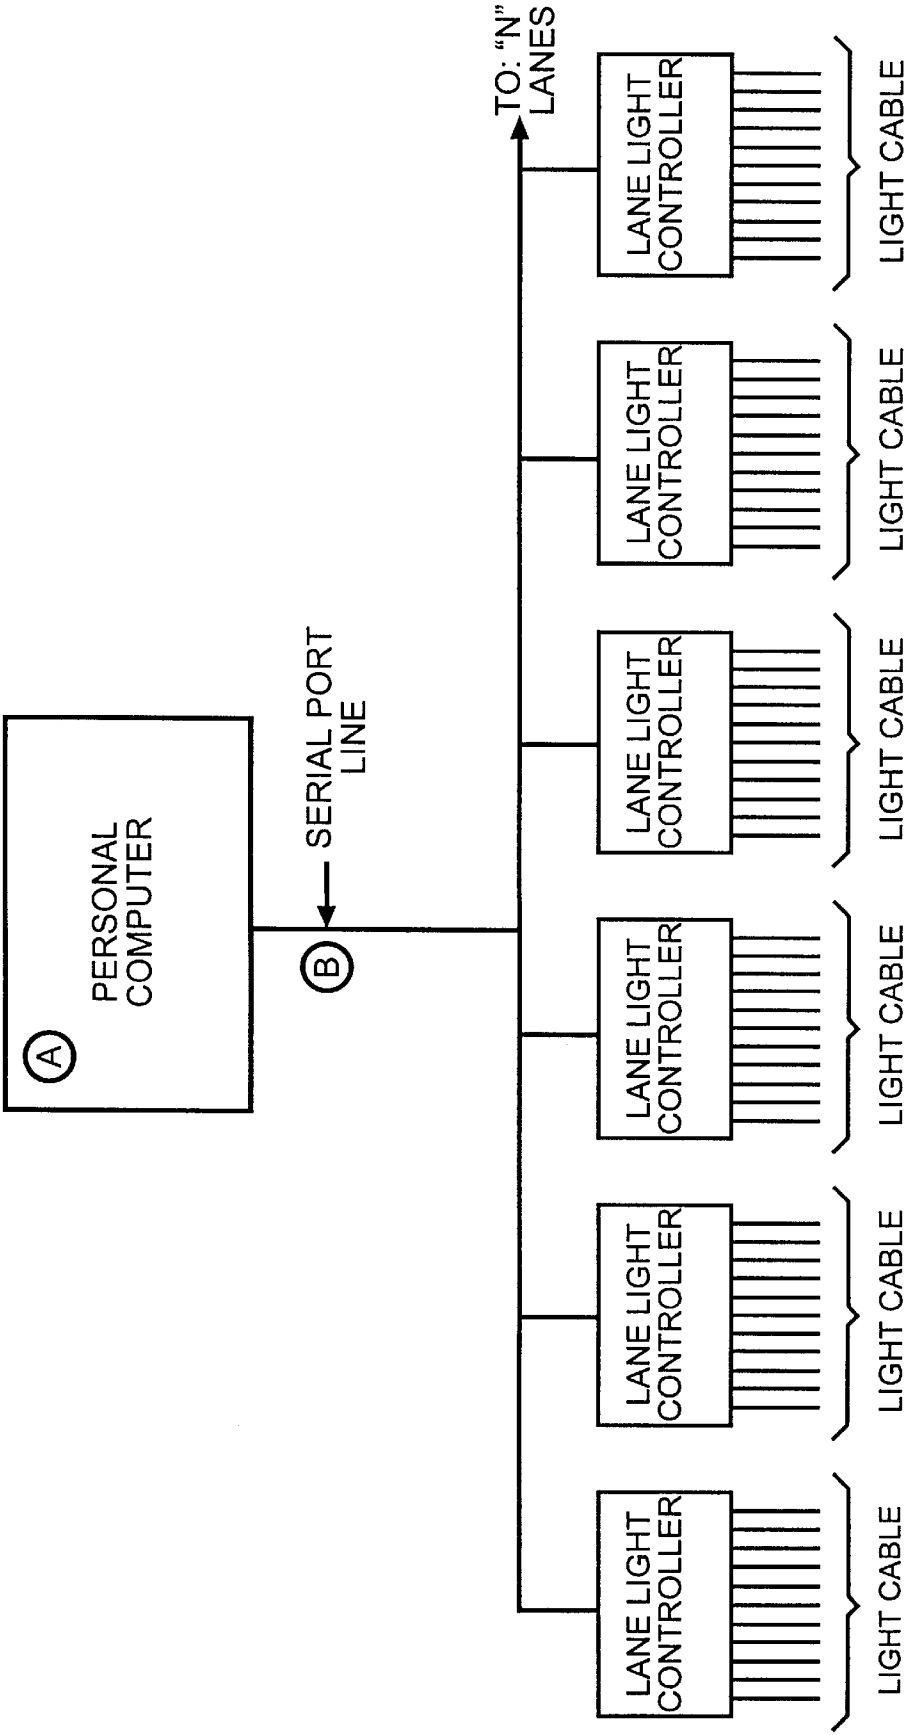 A
PERSONAL
COMPUTER
B
SERIAL PORT
LINE
TO: “N”
LANES
LANE LIGHT
CONTROLLER
LANE LIGHT
CONTROLLER
LANE LIGHT
CONTROLLER
LANE LIGHT
CONTROLLER
LANE LIGHT
CONTROLLER
LANE LIGHT
CONTROLLER
LIGHT CABLE
LIGHT CABLE
LIGHT CABLE
LIGHT CABLE
LIGHT CABLE
LIGHT CABLE